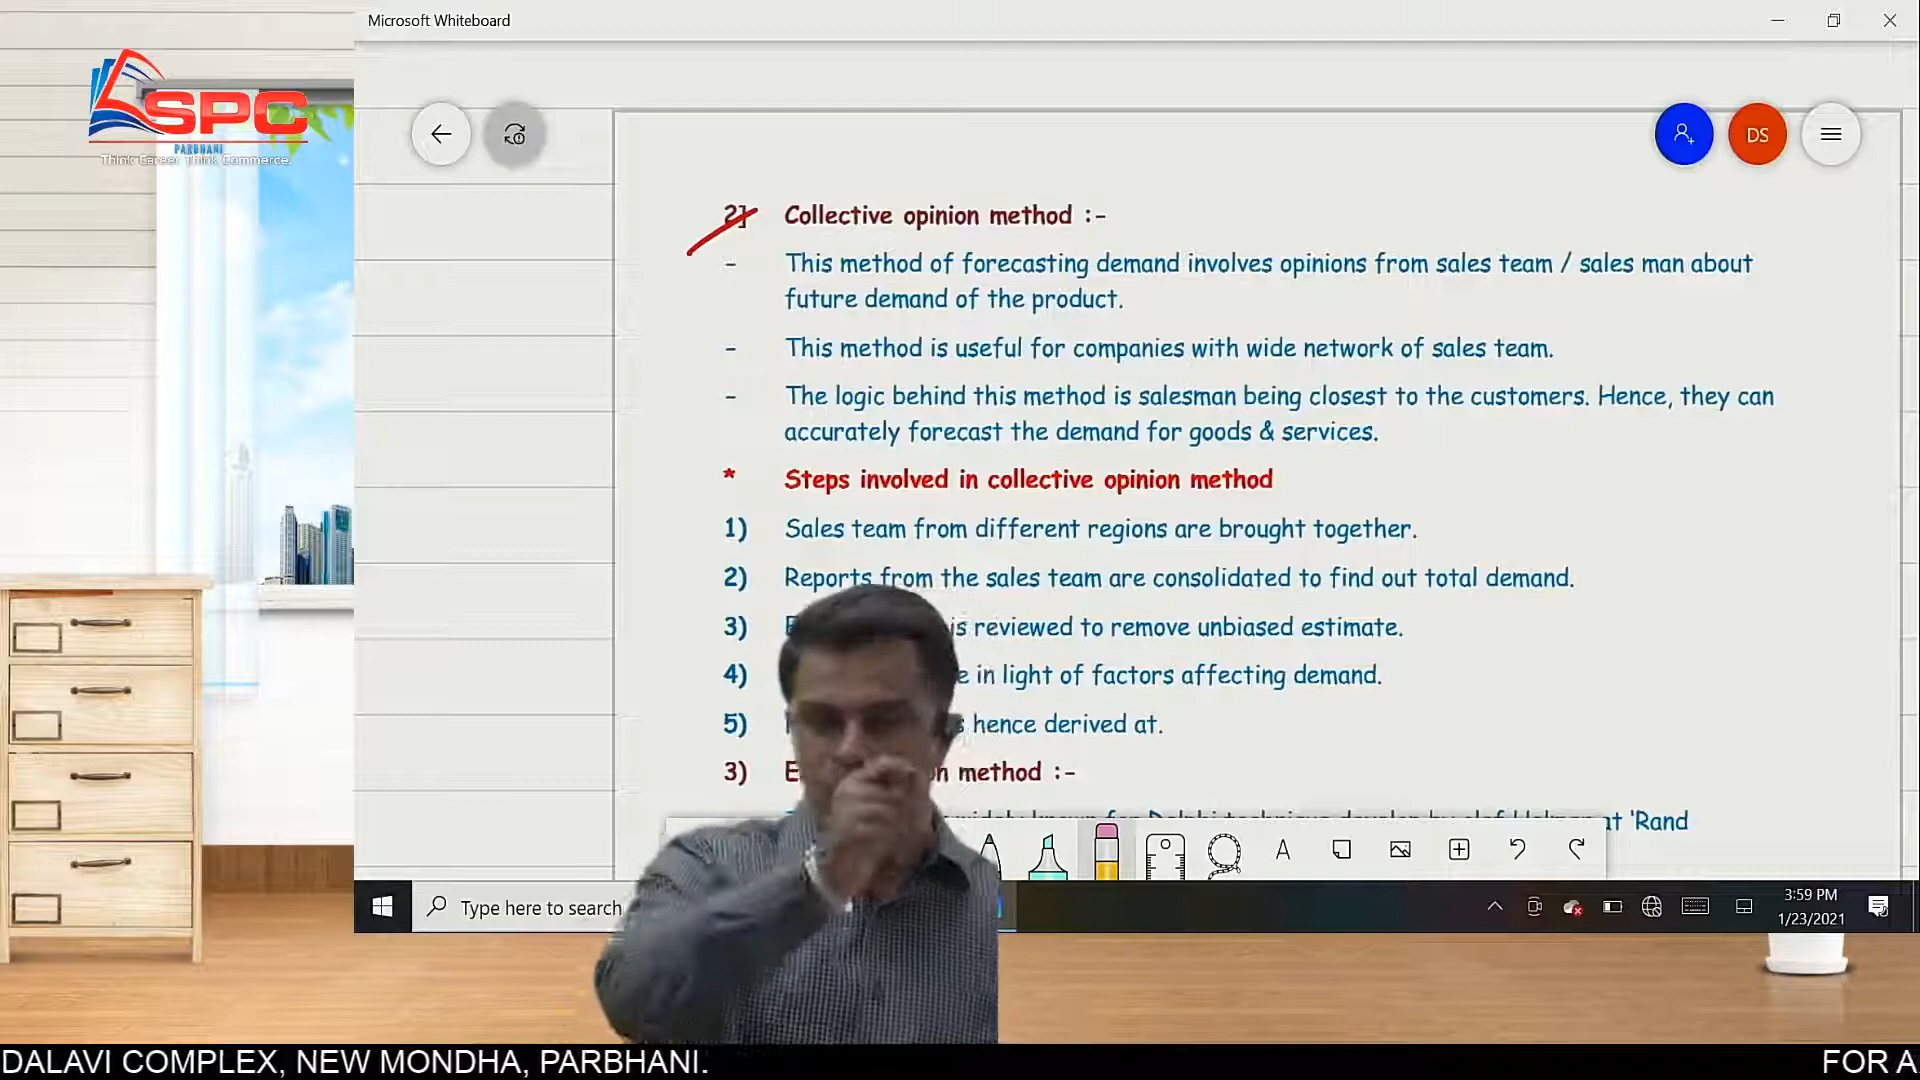 Microsoft Whiteboard
SPC
PARBHANI
Think Career Think Commerce.
DS
2] Collective opinion method :-
- This method of forecasting demand involves opinions from sales team / sales man about
future demand of the product.
- This method is useful for companies with wide network of sales team.
- The logic behind this method is salesman being closest to the customers. Hence, they can
accurately forecast the demand for goods & services.
* Steps involved in collective opinion method
1) Sales team from different regions are brought together.
2) Reports from the sales team are consolidated to find out total demand.
3) is reviewed to remove unbiased estimate.
4) in light of factors affecting demand.
5) hence derived at.
3) method :-
at 'Rand
A
Type here to search
3:59 PM
1/23/2021
DALAVI COMPLEX, NEW MONDHA, PARBHANI.
FOR A